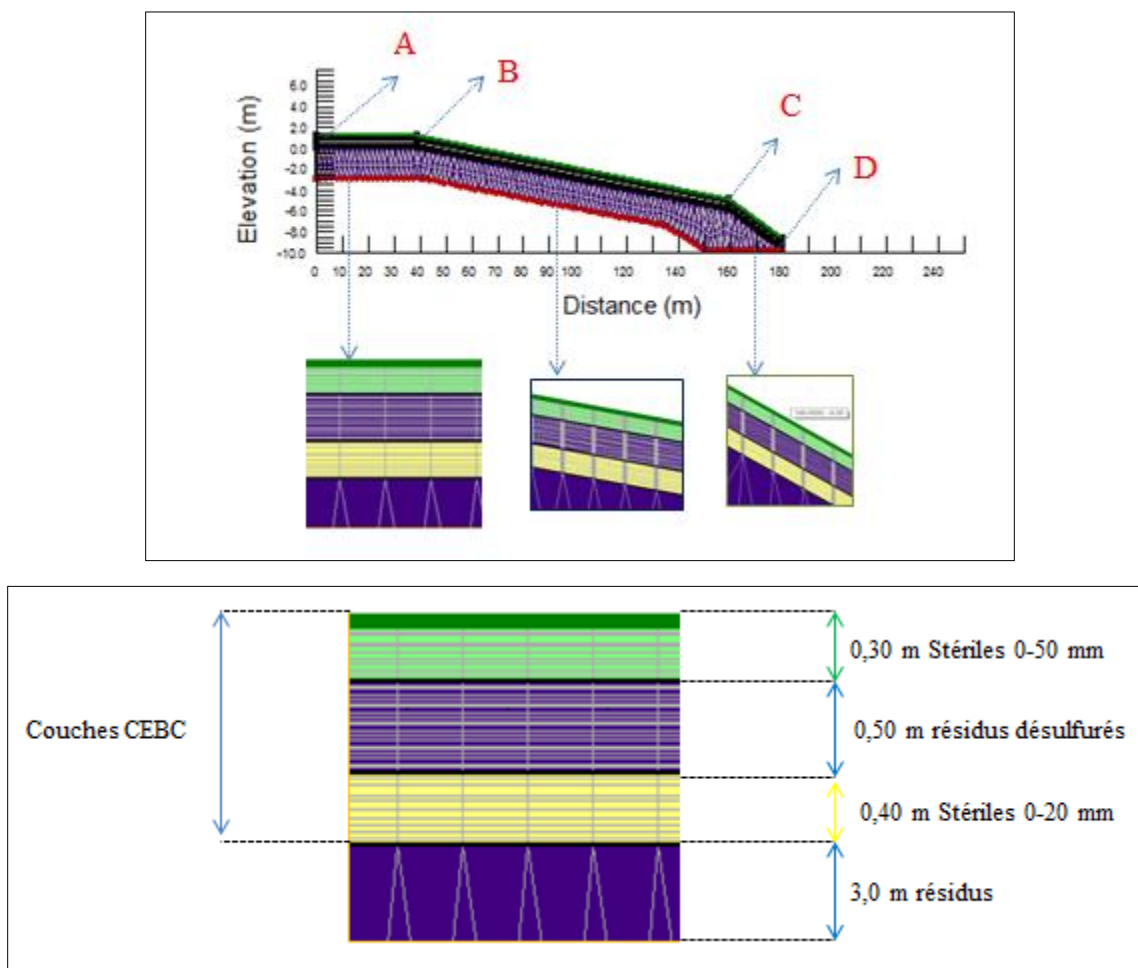 A
B
C
D
Elevation (m)
6.0
4.0
2.0
0.0
-2.0
-4.0
-6.0
-8.0
-10.0
0 10 20 30 40 50 60 70 80 90 100 120 140 160 180 200 220 240
Distance (m)
Couches CEBC
0,30 m Stériles 0-50 mm
0,50 m résidus désulfurés
0,40 m Stériles 0-20 mm
3,0 m résidus